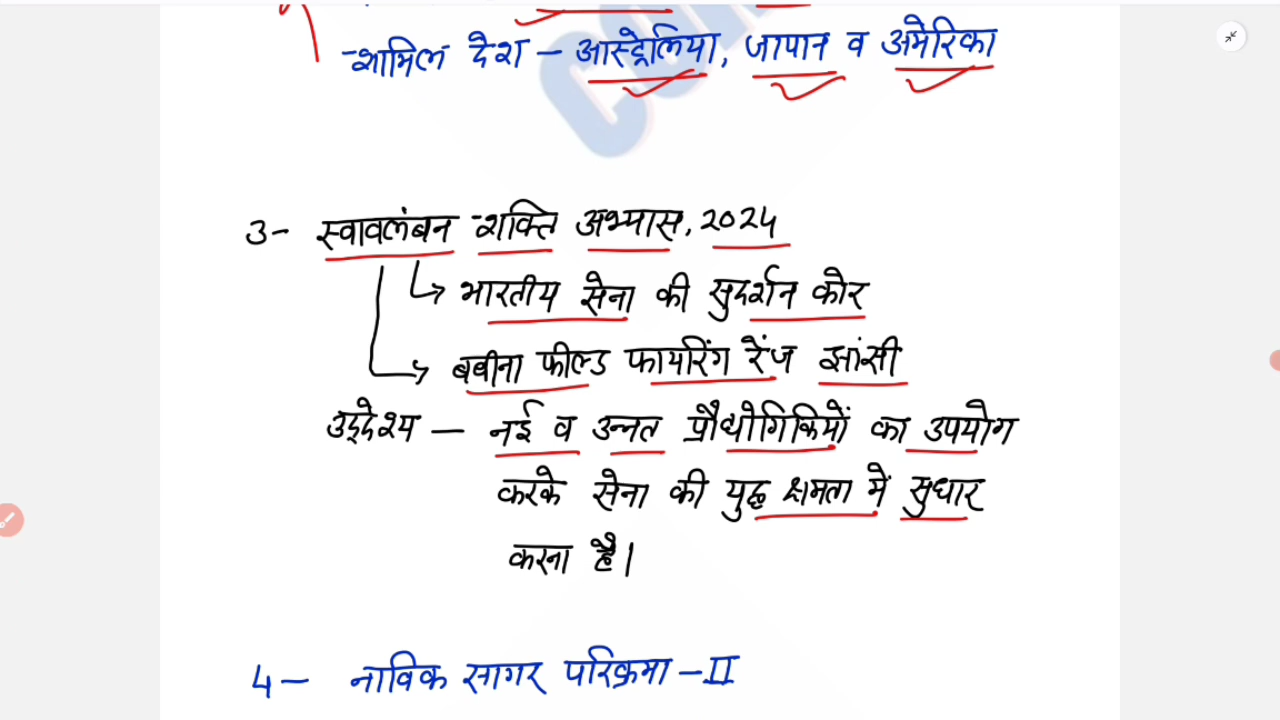 शामिल देश - आस्ट्रेलिया, जापान व अमेरिका
3- स्वावलंबन शक्ति अभ्यास, 2024
↳ भारतीय सेना की सुदर्शन कोर
→ बबीना फील्ड फायरिंग रेंज झांसी
उद्देश्य - नई व उन्नत प्रौद्योगिकियों का उपयोग
करके सेना की युद्ध क्षमता में सुधार
करना है।
4- नाविक सागर परिक्रमा - II